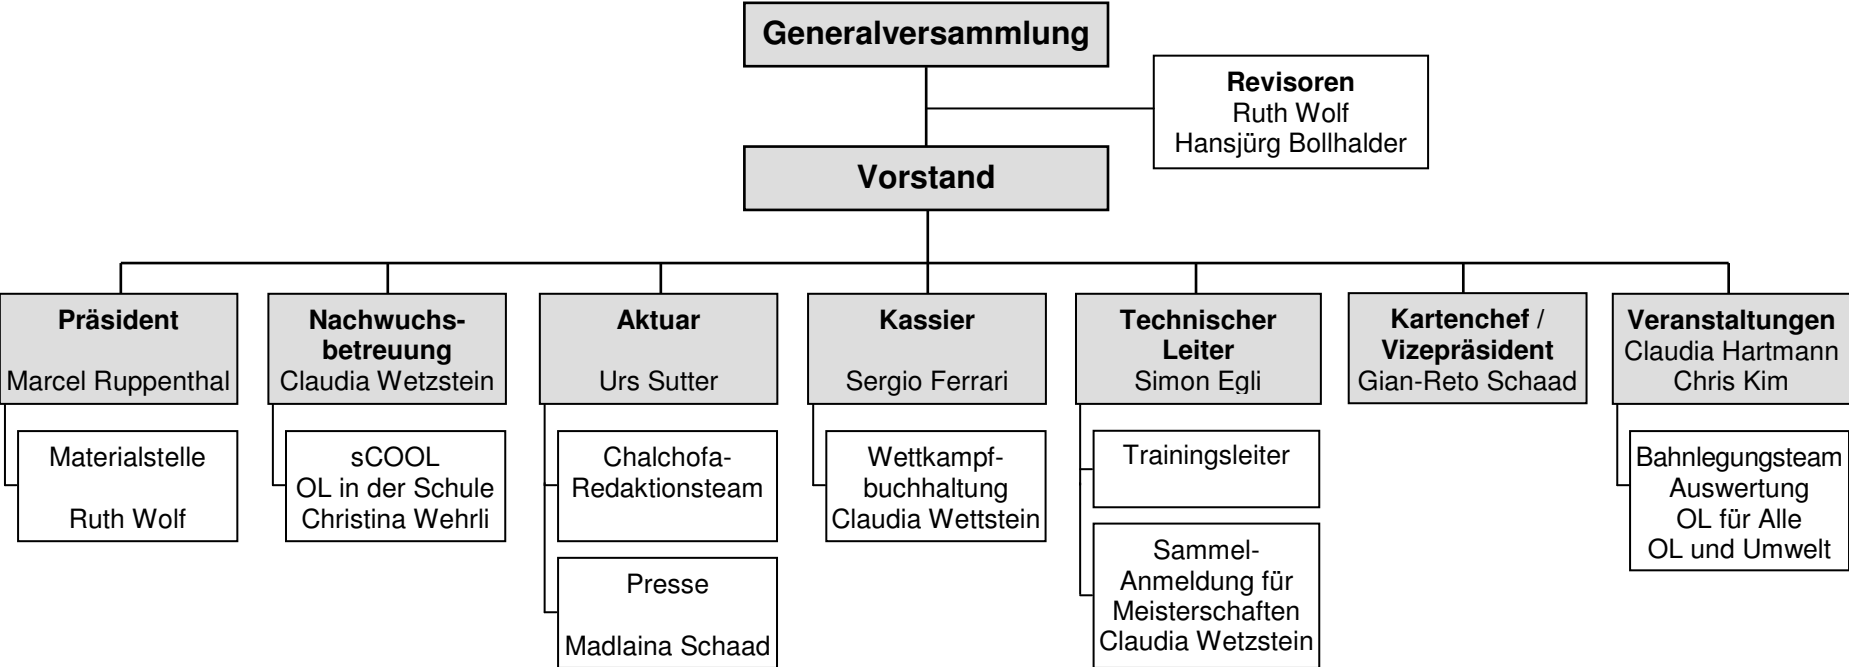 Generalversammlung
Revisoren
Ruth Wolf
Hansjürg Bollhalder
Vorstand
Präsident
Marcel Ruppenthal
Nachwuchs-
betreuung
Claudia Wetzstein
Aktuar
Urs Sutter
Kassier
Sergio Ferrari
Technischer
Leiter
Simon Egli
Kartenchef /
Vizepräsident
Gian-Reto Schaad
Veranstaltungen
Claudia Hartmann
Chris Kim
Materialstelle
Ruth Wolf
sCOOL
OL in der Schule
Christina Wehrli
Chalchofa-
Redaktionsteam
Presse
Madlaina Schaad
Wettkampf-
buchhaltung
Claudia Wettstein
Trainingsleiter
Sammel-
Anmeldung für
Meisterschaften
Claudia Wetzstein
Bahnlegungsteam
Auswertung
OL für Alle
OL und Umwelt